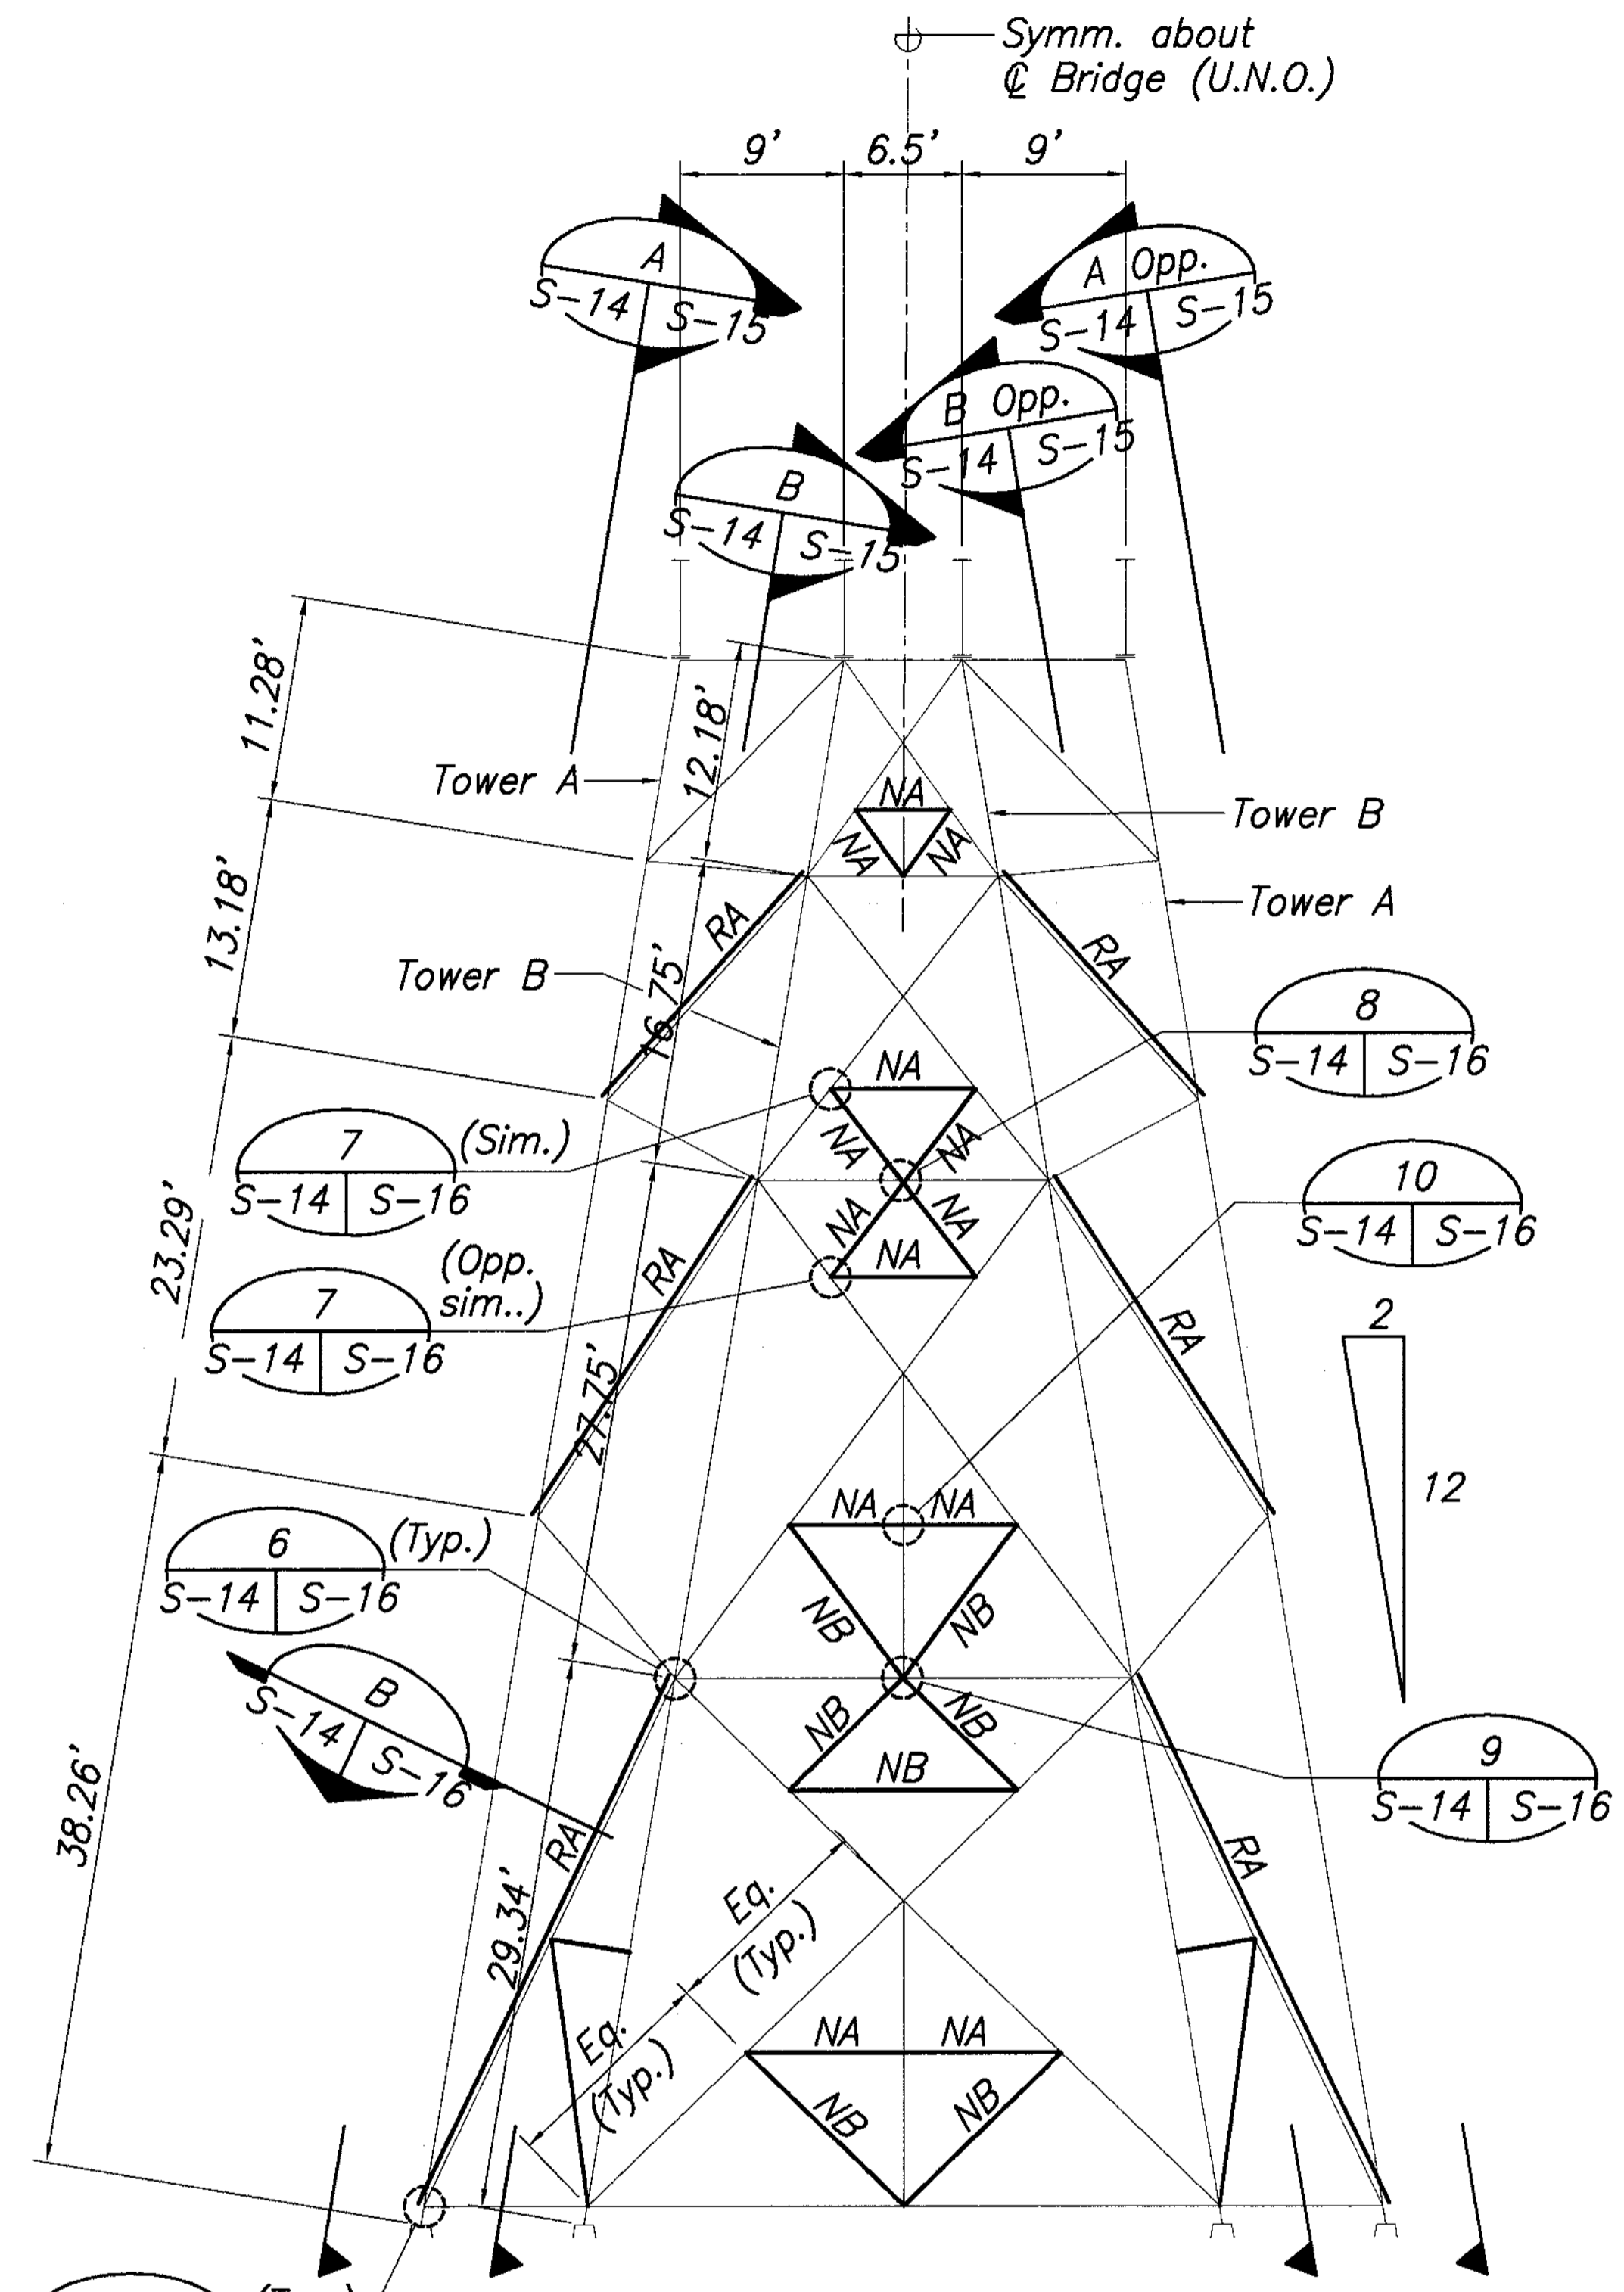 Symm. about
℄ Bridge (U.N.O.)
9' 6.5' 9'
A
S-14 S-15
A Opp.
S-14 S-15
B Opp.
S-14 S-15
B
S-14 S-15
11.28'
12.18'
Tower A
NA
Tower B
NA NA
13.18'
RA
Tower A
RA
Tower B
16.75'
8
S-14 S-16
NA
7 (Sim.)
S-14 S-16
NA NA
10
S-14 S-16
23.29'
NA NA
NA
RA
(Opp.
sim..)
7
S-14 S-16
RA
2
12
27.75'
NA NA
6 (Typ.)
S-14 S-16
NB NB
B
S-14 S-16
NB NB
NB
9
S-14 S-16
38.26'
RA
RA
29.34'
Eq.
(Typ.)
Eq.
(Typ.)
NA NA
NB NB